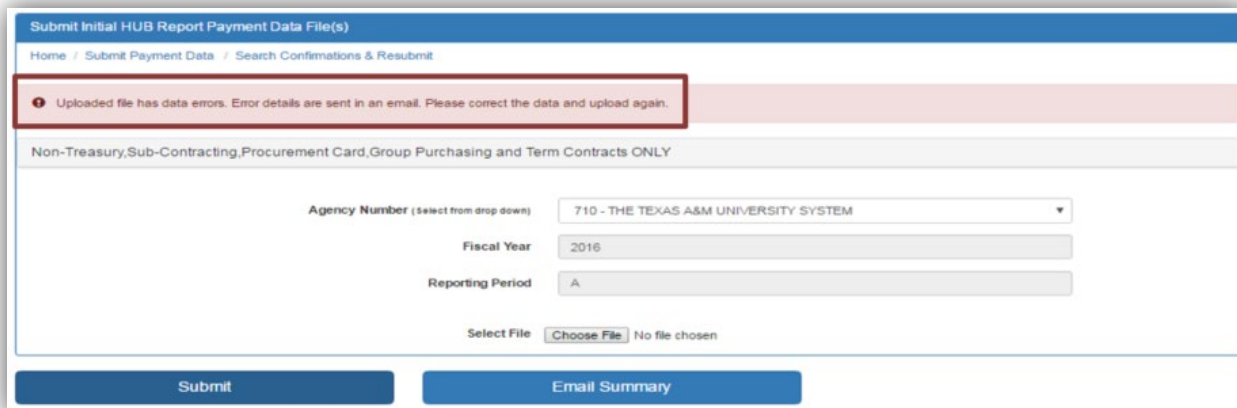 Submit Initial HUB Report Payment Data File(s)
Home / Submit Payment Data / Search Confirmations & Resubmit
Uploaded file has data errors. Error details are sent in an email. Please correct the data and upload again.
Non-Treasury,Sub-Contracting,Procurement Card,Group Purchasing and Term Contracts ONLY
Agency Number (Select from drop down) 710 - THE TEXAS A&M UNIVERSITY SYSTEM
Fiscal Year 2016
Reporting Period A
Select File Choose File No file chosen
Submit Email Summary